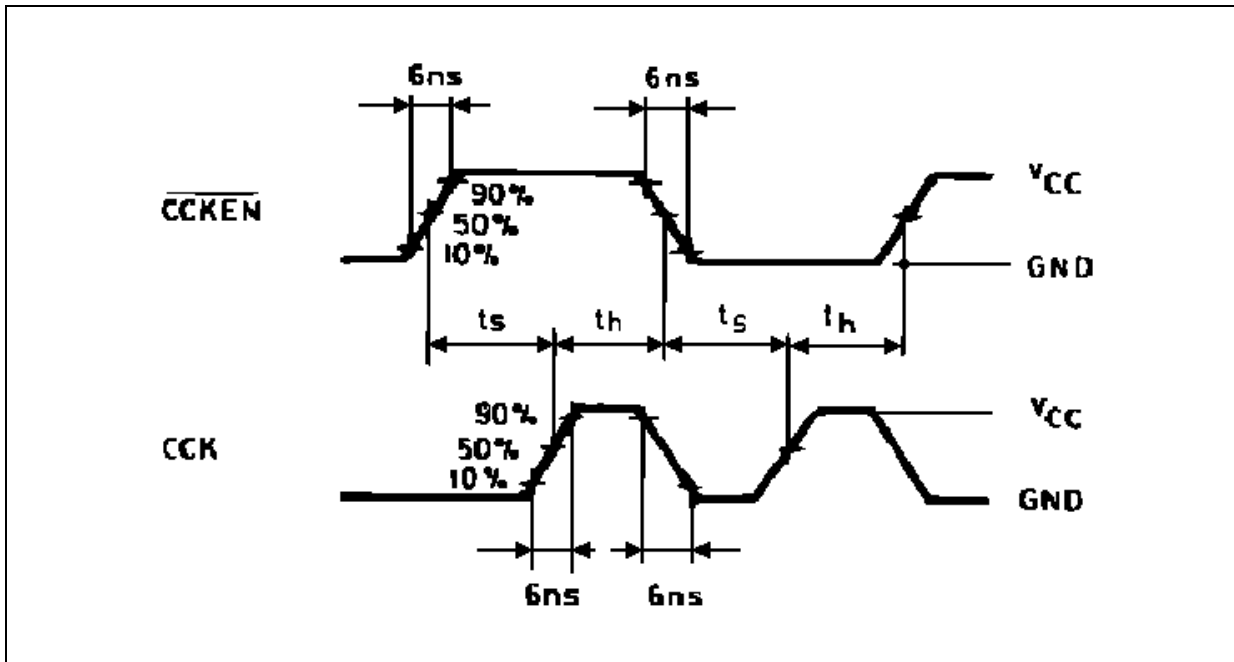 6ns 6ns
CCKEN
90%
50%
10%
VCC
GND
ts th ts th
CCK
90%
50%
10%
VCC
GND
6ns 6ns